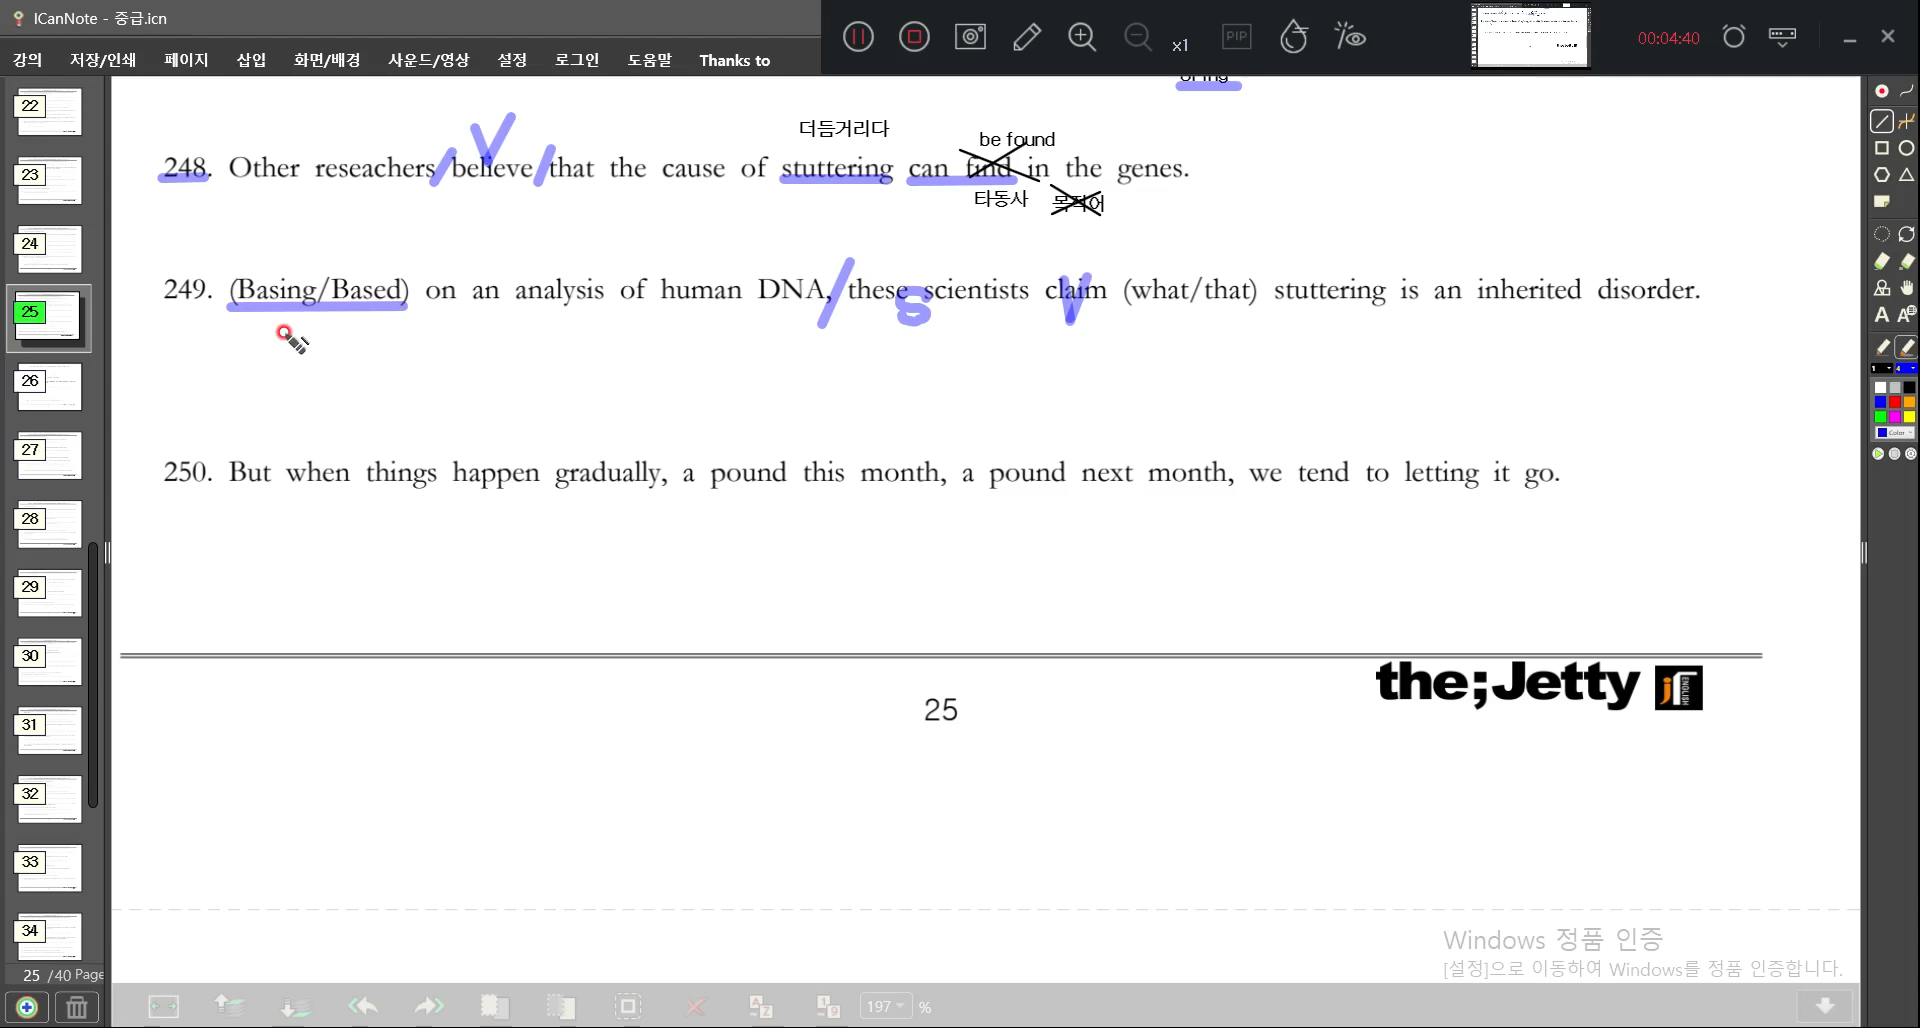 ICanNote - 중급.icn
강의 저장/인쇄 페이지 삽입 화면/배경 사운드/영상 설정 로그인 도움말 Thanks to
x1
PIP
00:04:40
22
23
24
25
26
27
28
29
30
31
32
33
34
25 /40 Page
더듬거리다
be found
248. Other reseachers believe that the cause of stuttering can find in the genes.
V
타동사 목적어
249. (Basing/Based) on an analysis of human DNA, these scientists claim (what/that) stuttering is an inherited disorder.
S V
250. But when things happen gradually, a pound this month, a pound next month, we tend to letting it go.
the;Jetty
ENGLISH
25
Windows 정품 인증
[설정]으로 이동하여 Windows를 정품 인증합니다.
197 %
A
A
1
4
Color